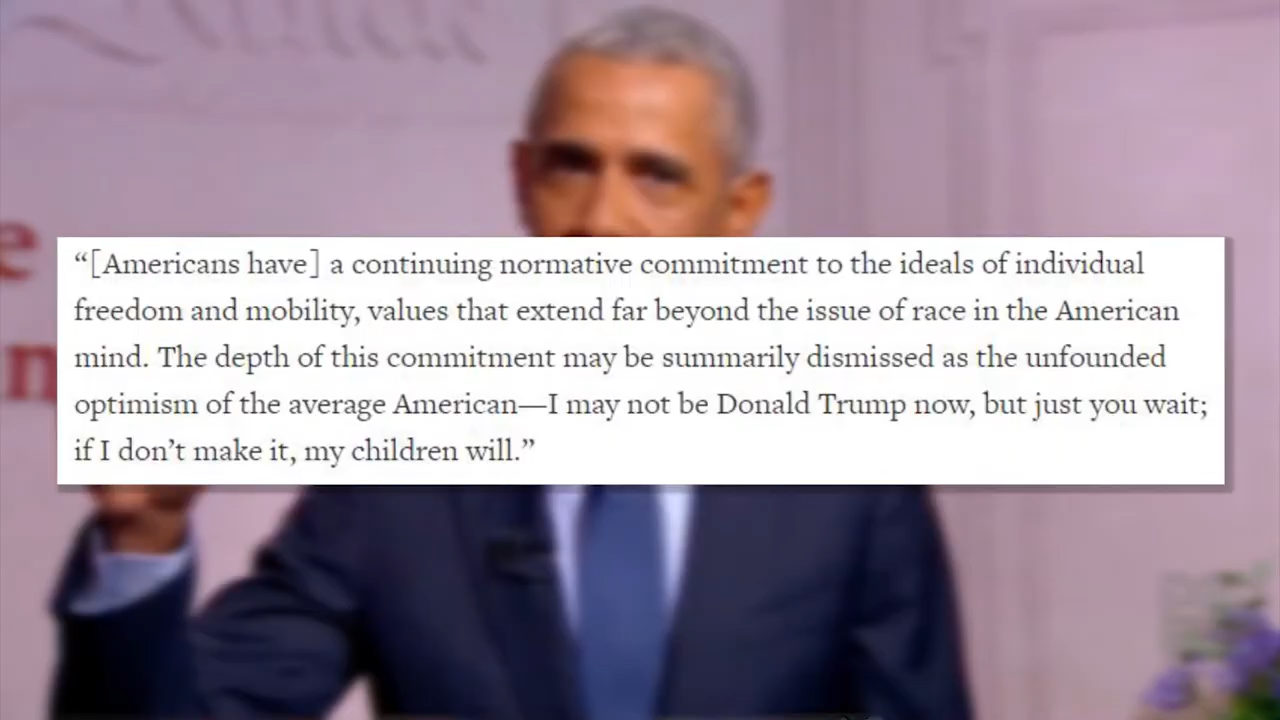 “[Americans have] a continuing normative commitment to the ideals of individual
freedom and mobility, values that extend far beyond the issue of race in the American
mind. The depth of this commitment may be summarily dismissed as the unfounded
optimism of the average American—I may not be Donald Trump now, but just you wait;
if I don’t make it, my children will.”